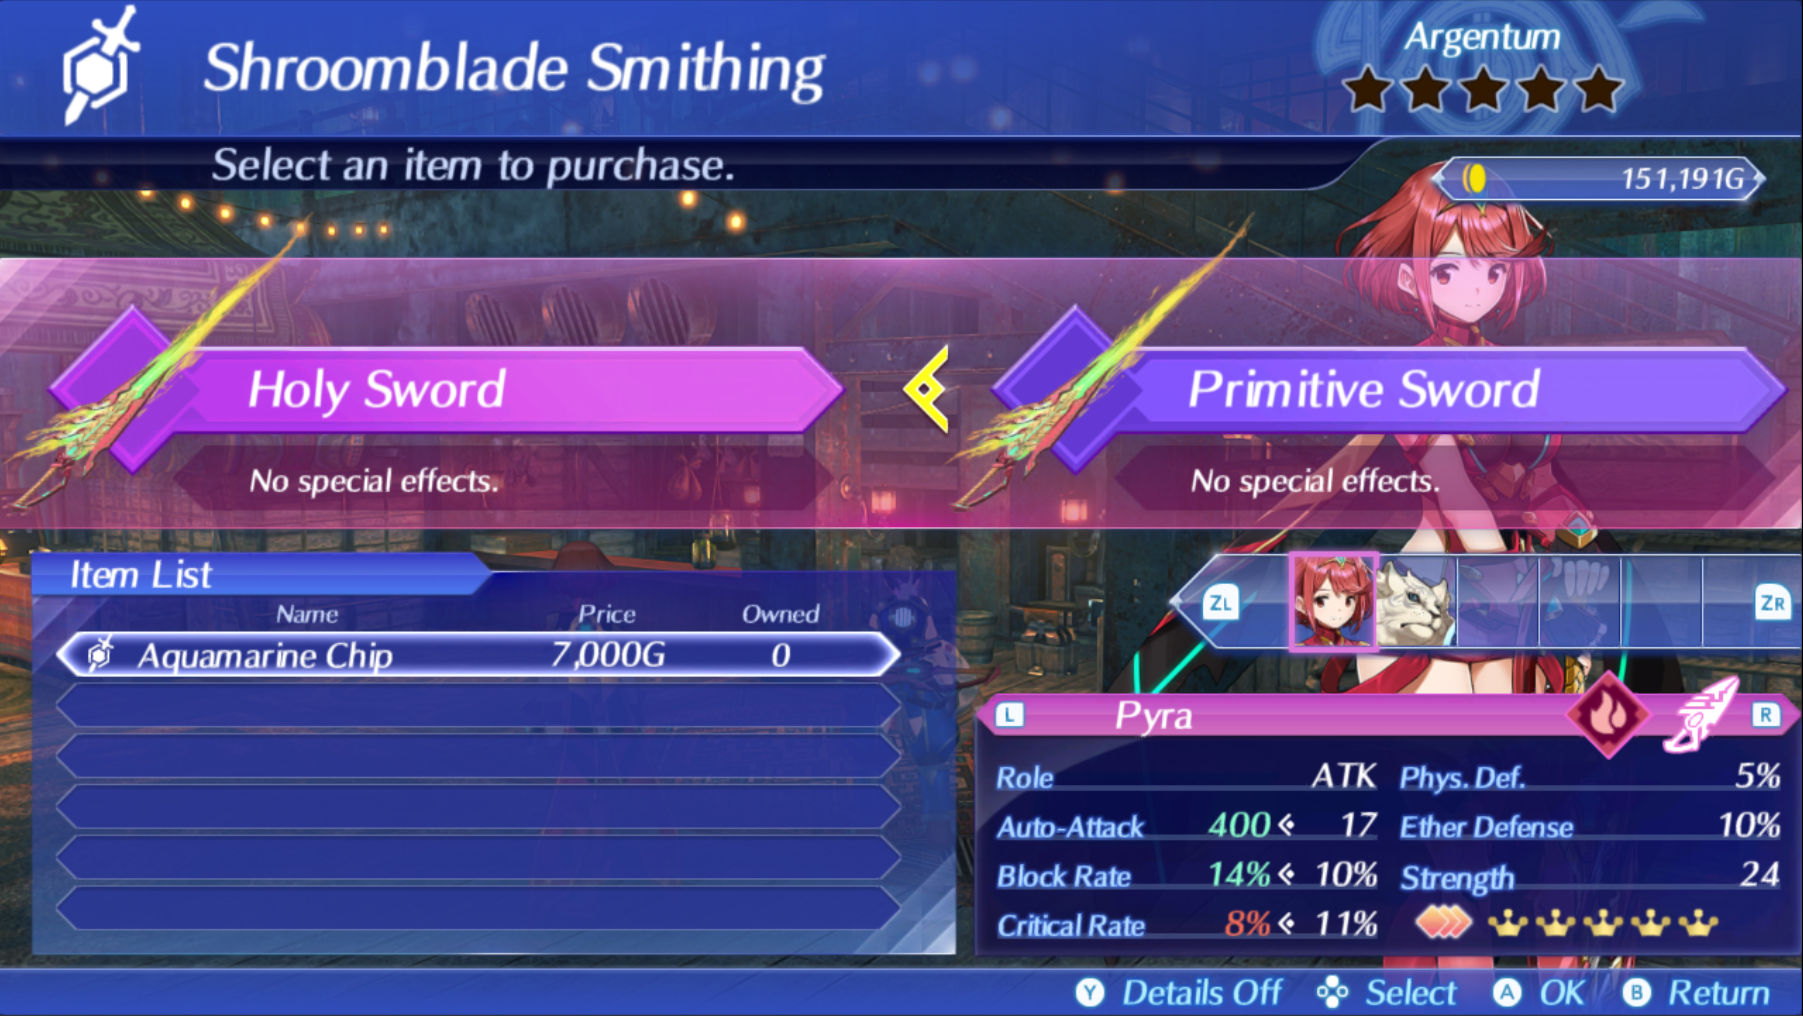 Shroomblade Smithing
Argentum
Select an item to purchase.
151,191G
Holy Sword
Primitive Sword
No special effects.
No special effects.
Item List
Name Price Owned
Aquamarine Chip 7,000G 0
ZL ZR
L Pyra R
Role ATK Phys. Def. 5%
Auto-Attack 400 17 Ether Defense 10%
Block Rate 14% 10% Strength 24
Critical Rate 8% 11%
Y Details Off Select A OK B Return